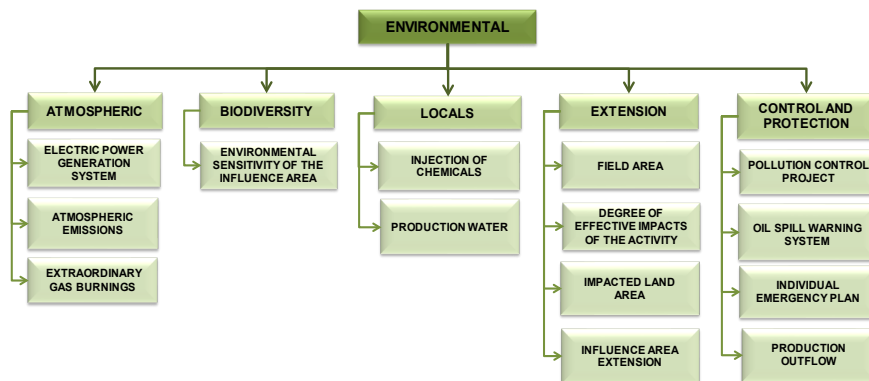 ENVIRONMENTAL
ATMOSPHERIC
ELECTRIC POWER
GENERATION
SYSTEM
ATMOSPHERIC
EMISSIONS
EXTRAORDINARY
GAS BURNINGS
BIODIVERSITY
ENVIRONMENTAL
SENSITIVITY OF THE
INFLUENCE AREA
LOCALS
INJECTION OF
CHEMICALS
PRODUCTION WATER
EXTENSION
FIELD AREA
DEGREE OF
EFFECTIVE IMPACTS
OF THE ACTIVITY
IMPACTED LAND
AREA
INFLUENCE AREA
EXTENSION
CONTROL AND
PROTECTION
POLLUTION CONTROL
PROJECT
OIL SPILL WARNING
SYSTEM
INDIVIDUAL
EMERGENCY PLAN
PRODUCTION
OUTFLOW